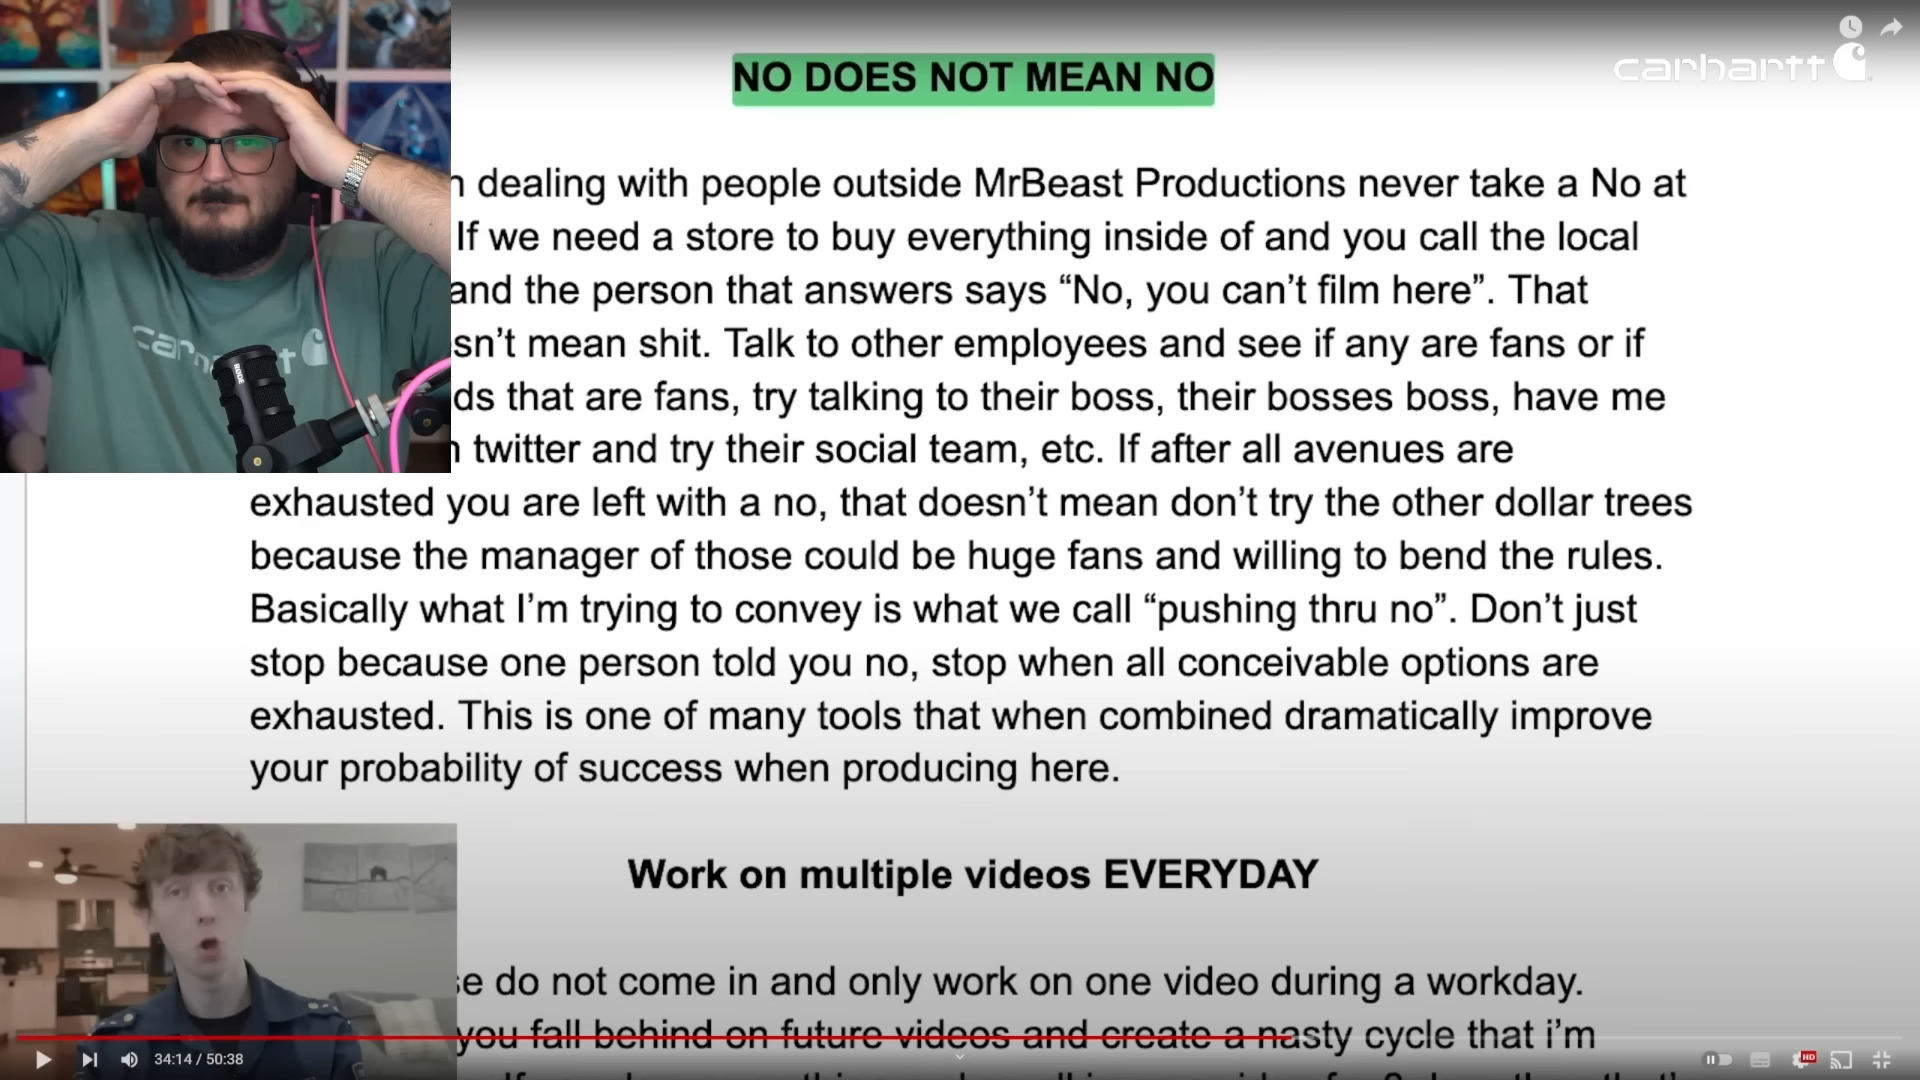 NO DOES NOT MEAN NO
carhartt
dealing with people outside MrBeast Productions never take a No at
If we need a store to buy everything inside of and you call the local
and the person that answers says “No, you can’t film here”. That
sn’t mean shit. Talk to other employees and see if any are fans or if
ds that are fans, try talking to their boss, their bosses boss, have me
twitter and try their social team, etc. If after all avenues are
exhausted you are left with a no, that doesn’t mean don’t try the other dollar trees
because the manager of those could be huge fans and willing to bend the rules.
Basically what I’m trying to convey is what we call “pushing thru no”. Don’t just
stop because one person told you no, stop when all conceivable options are
exhausted. This is one of many tools that when combined dramatically improve
your probability of success when producing here.
Work on multiple videos EVERYDAY
se do not come in and only work on one video during a workday.
you fall behind on future videos and create a nasty cycle that i’m
RØDE
34:14 / 50:38
HD